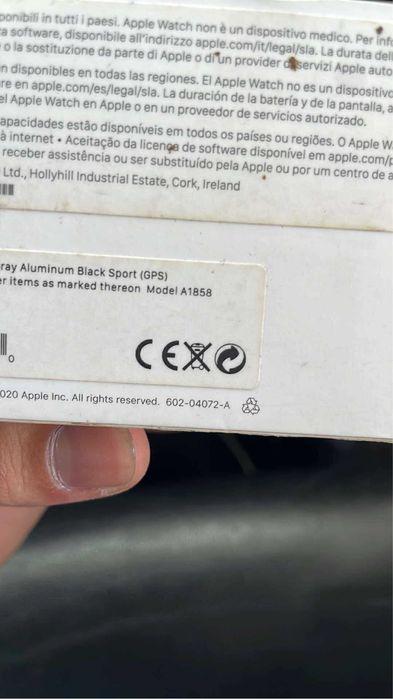 ponibili in tutti i paesi. Apple Watch non è un dispositivo medico. Per inf
a software, disponibile all'indirizzo apple.com/it/legal/sla. La durata del
o la sostituzione da parte di Apple o di un provider di servizi Apple auto
n disponibles en todas las regiones. El Apple Watch no es un dispositivo
re en apple.com/es/legal/sla. La duración de la batería y de la pantalla, a
el Apple Watch en Apple o en un proveedor de servicios autorizado.
apacidades estão disponíveis em todos os países ou regiões. O Apple W
à internet • Aceitação da licença de software disponível em apple.com/p
receber assistência ou ser substituído pela Apple ou por um centro de a
Ltd., Hollyhill Industrial Estate, Cork, Ireland
ray Aluminum Black Sport (GPS)
er items as marked thereon Model A1858
CE
020 Apple Inc. All rights reserved. 602-04072-A